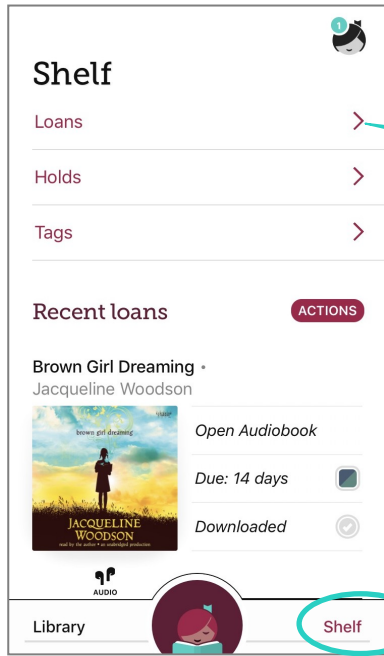 1
Shelf
Loans
Holds
Tags
Recent loans
ACTIONS
Brown Girl Dreaming •
Jacqueline Woodson
brown girl dreaming
JACQUELINE
WOODSON
read by the author • an unabridged production
Open Audiobook
Due: 14 days
Downloaded
AUDIO
Library
Shelf